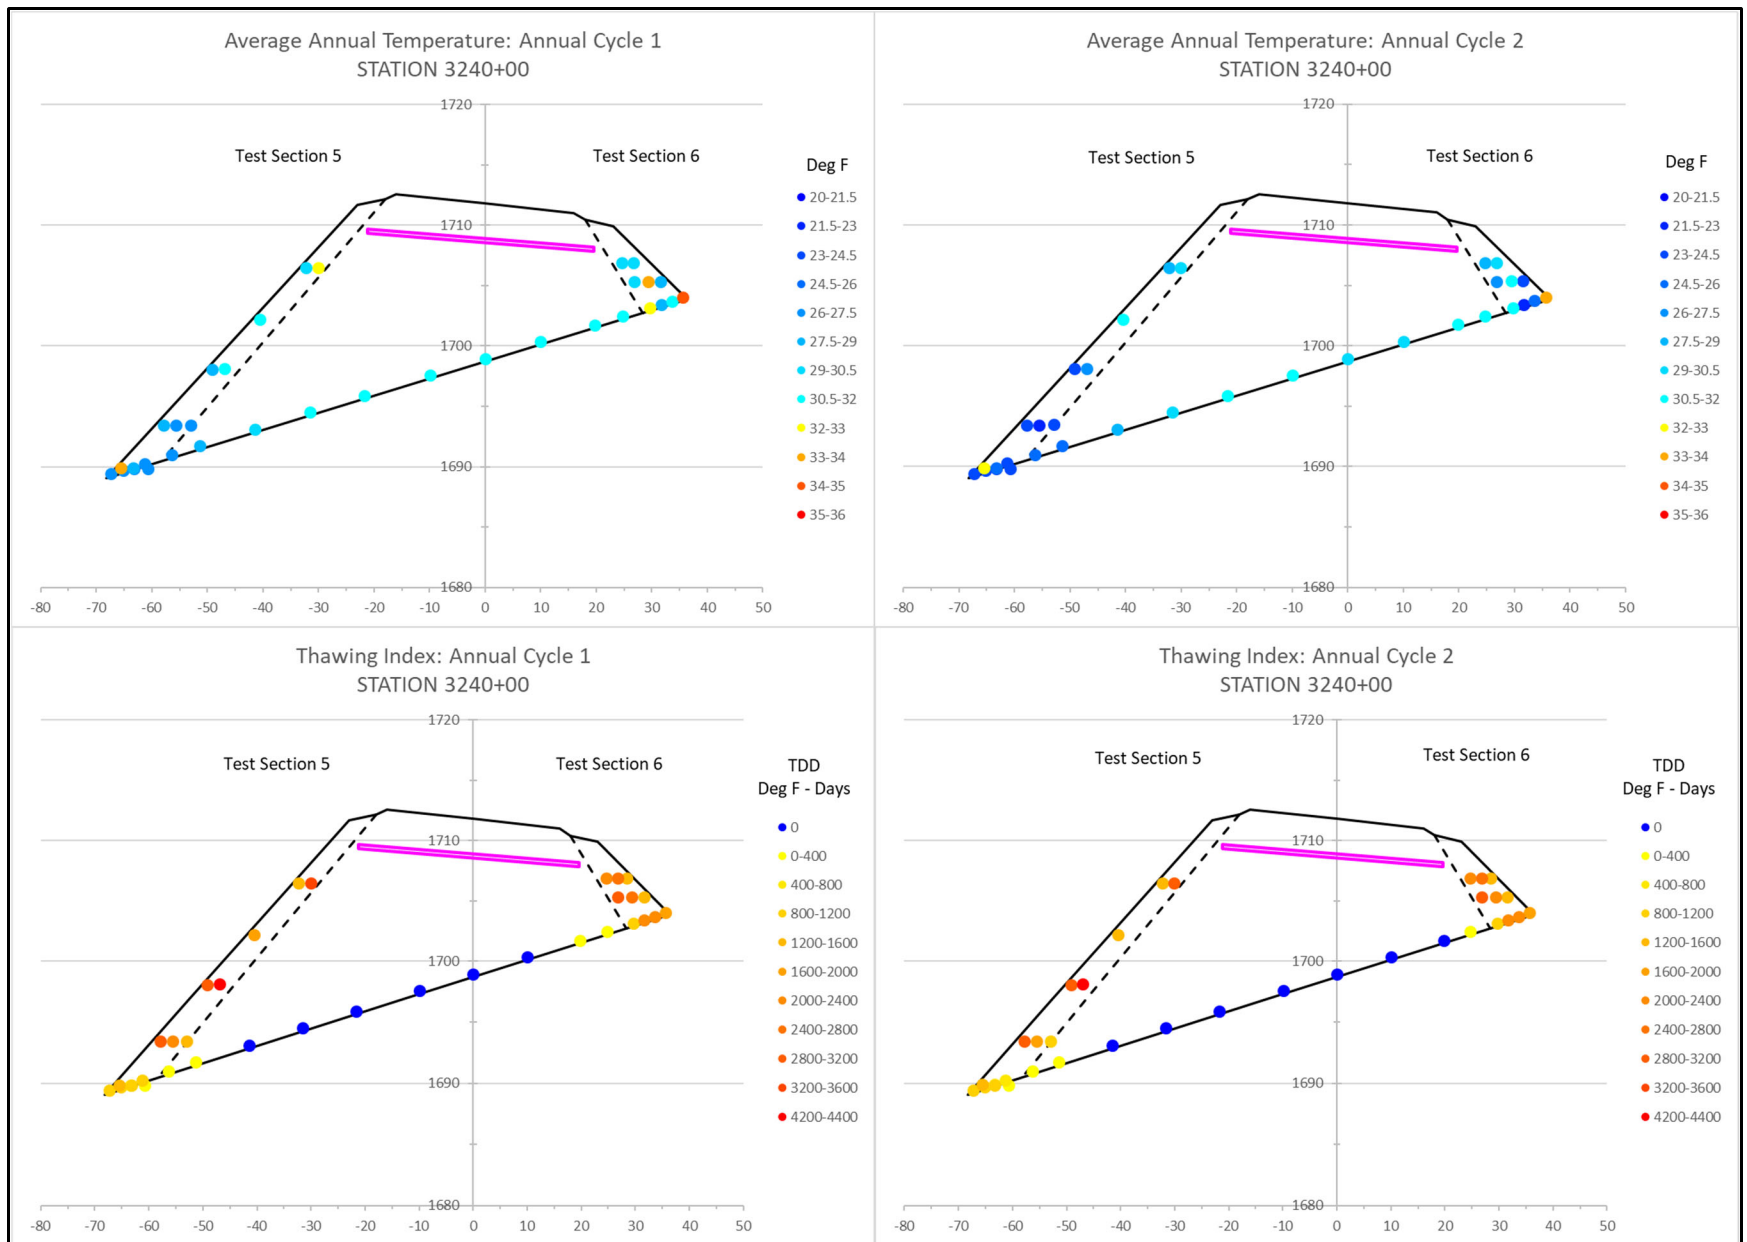 Average Annual Temperature: Annual Cycle 1
STATION 3240+00
1720
1710
1700
1690
1680
-80 -70 -60 -50 -40 -30 -20 -10 0 10 20 30 40 50
Test Section 5
Test Section 6
Deg F
20-21.5
21.5-23
23-24.5
24.5-26
26-27.5
27.5-29
29-30.5
30.5-32
32-33
33-34
34-35
35-36
Average Annual Temperature: Annual Cycle 2
STATION 3240+00
1720
1710
1700
1690
1680
-80 -70 -60 -50 -40 -30 -20 -10 0 10 20 30 40 50
Test Section 5
Test Section 6
Deg F
20-21.5
21.5-23
23-24.5
24.5-26
26-27.5
27.5-29
29-30.5
30.5-32
32-33
33-34
34-35
35-36
Thawing Index: Annual Cycle 1
STATION 3240+00
1720
1710
1700
1690
1680
-80 -70 -60 -50 -40 -30 -20 -10 0 10 20 30 40 50
Test Section 5
Test Section 6
TDD
Deg F - Days
0
0-400
400-800
800-1200
1200-1600
1600-2000
2000-2400
2400-2800
2800-3200
3200-3600
4200-4400
Thawing Index: Annual Cycle 2
STATION 3240+00
1720
1710
1700
1690
1680
-80 -70 -60 -50 -40 -30 -20 -10 0 10 20 30 40 50
Test Section 5
Test Section 6
TDD
Deg F - Days
0
0-400
400-800
800-1200
1200-1600
1600-2000
2000-2400
2400-2800
2800-3200
3200-3600
4200-4400